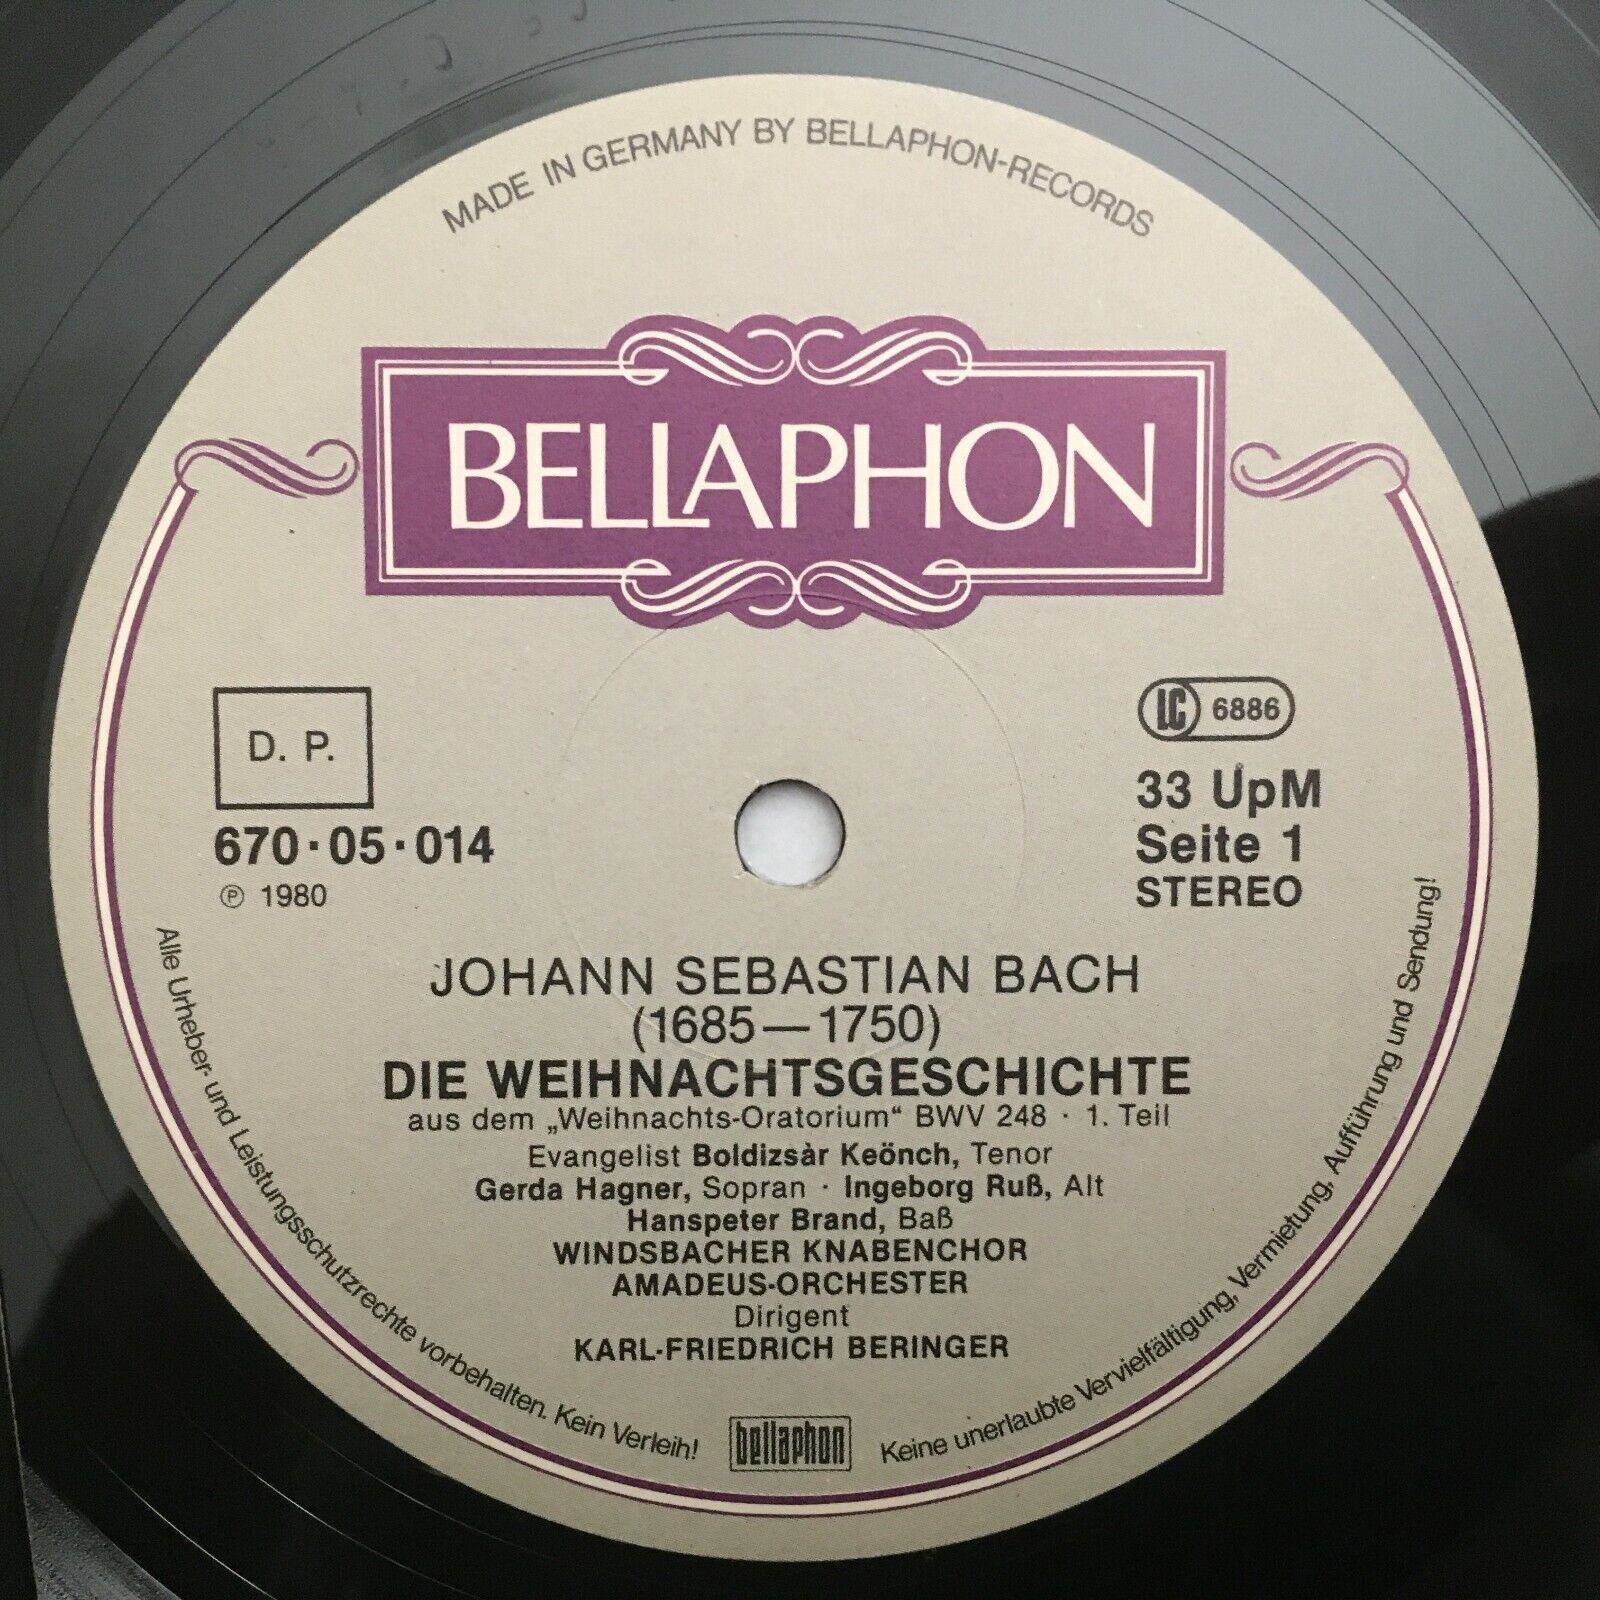 MADE IN GERMANY BY BELLAPHON-RECORDS
BELLAPHON
D. P.
670·05·014
℗ 1980
LC 6886
33 UpM
Seite 1
STEREO
JOHANN SEBASTIAN BACH
(1685—1750)
DIE WEIHNACHTSGESCHICHTE
aus dem „Weihnachts-Oratorium“ BWV 248 · 1. Teil
Evangelist Boldizsàr Keönch, Tenor
Gerda Hagner, Sopran · Ingeborg Ruß, Alt
Hanspeter Brand, Baß
WINDSBACHER KNABENCHOR
AMADEUS-ORCHESTER
Dirigent
KARL-FRIEDRICH BERINGER
Alle Urheber- und Leistungsschutzrechte vorbehalten. Kein Verleih!
bellaphon
Keine unerlaubte Vervielfältigung, Vermietung, Aufführung und Sendung!